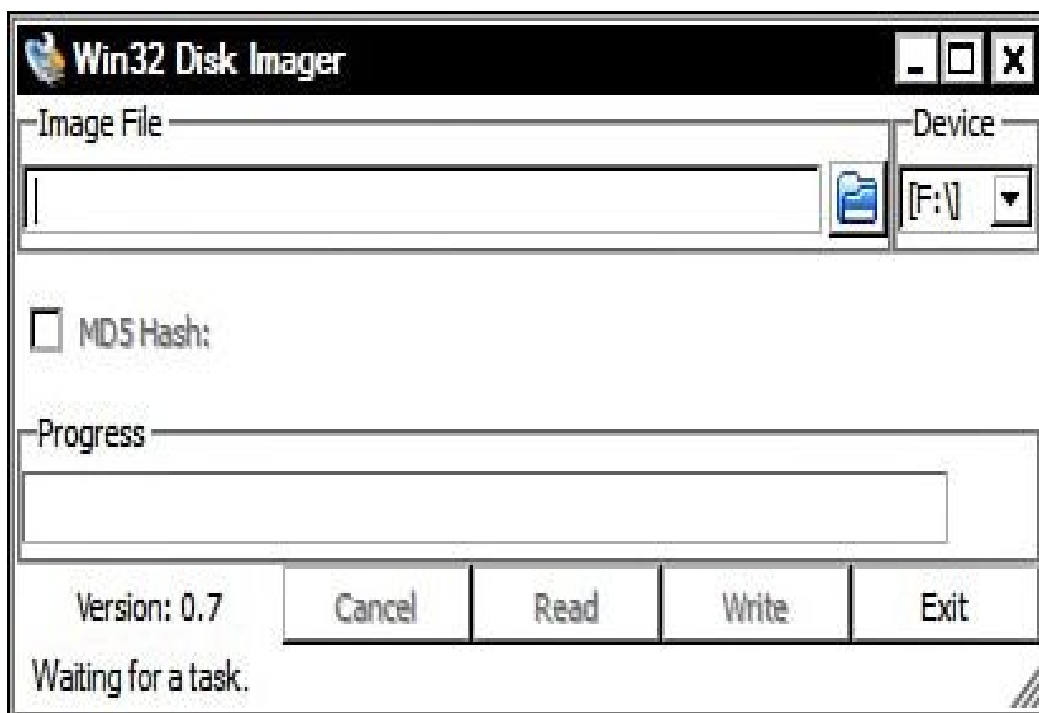 Win32 Disk Imager
Image File
Device
[F:\]
MD5 Hash:
Progress
Version: 0.7 Cancel Read Write Exit
Waiting for a task.